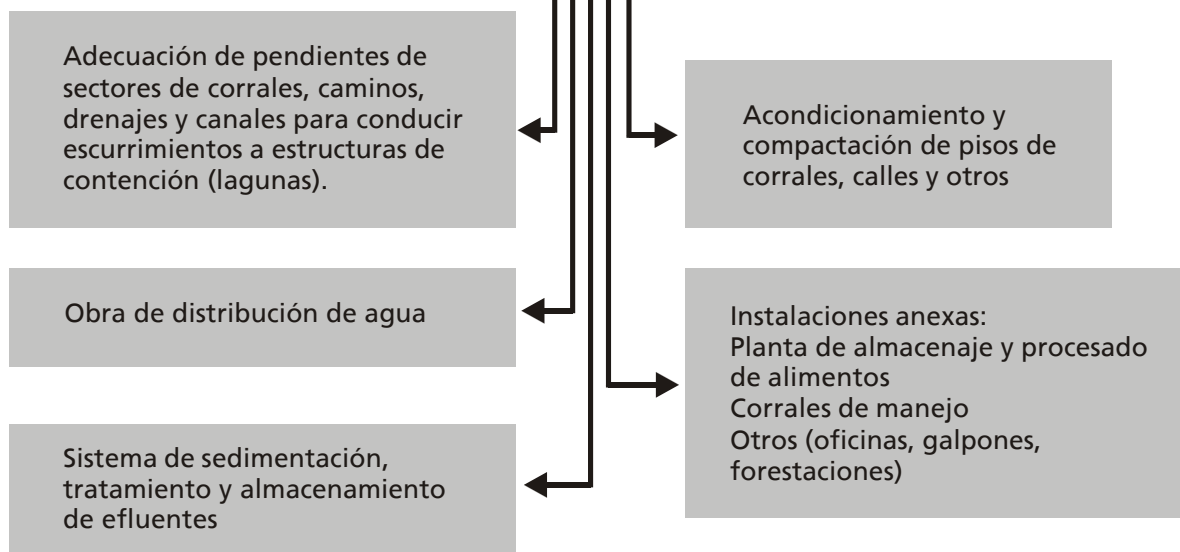 Adecuación de pendientes de
sectores de corrales, caminos,
drenajes y canales para conducir
escurrimientos a estructuras de
contención (lagunas).
Acondicionamiento y
compactación de pisos de
corrales, calles y otros
Obra de distribución de agua
Instalaciones anexas:
Planta de almacenaje y procesado
de alimentos
Corrales de manejo
Otros (oficinas, galpones,
forestaciones)
Sistema de sedimentación,
tratamiento y almacenamiento
de efluentes